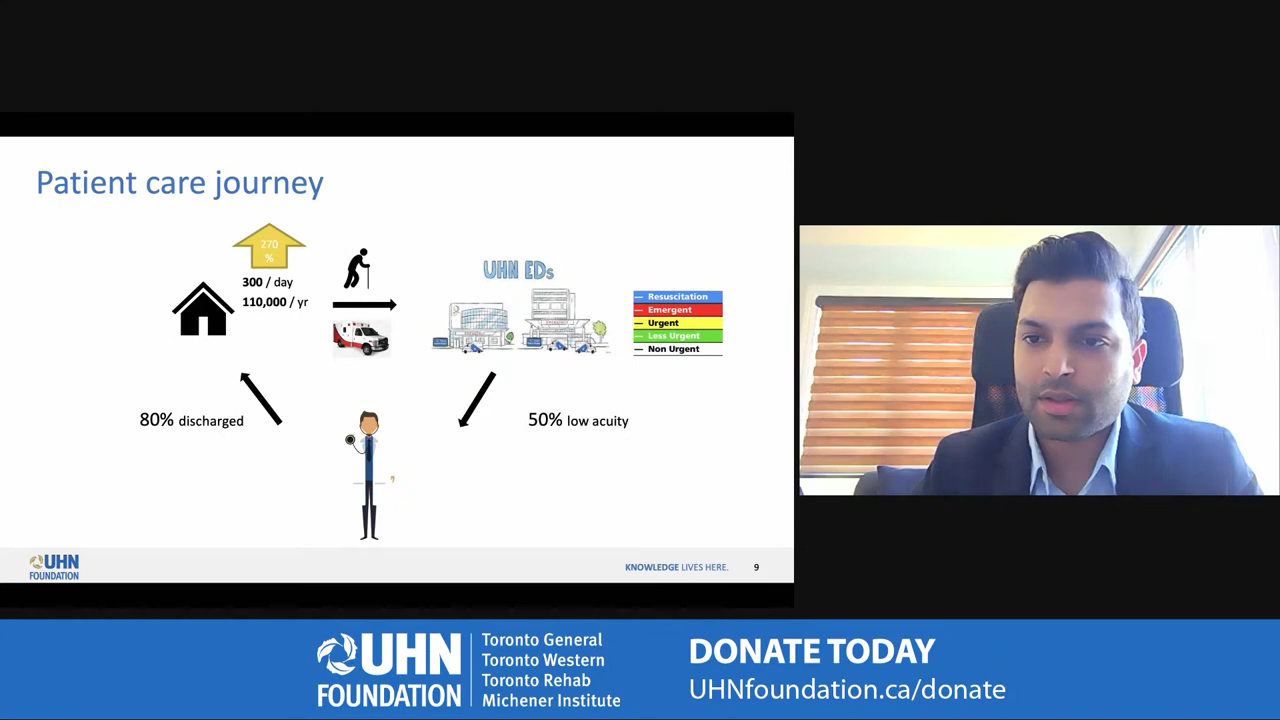 Patient care journey
270
%
300 / day
110,000 / yr
UHN EDs
Resuscitation
Emergent
Urgent
Less Urgent
Non Urgent
80% discharged
50% low acuity
UHN
FOUNDATION
KNOWLEDGE LIVES HERE.
9
UHN
FOUNDATION
Toronto General
Toronto Western
Toronto Rehab
Michener Institute
DONATE TODAY
UHNfoundation.ca/donate